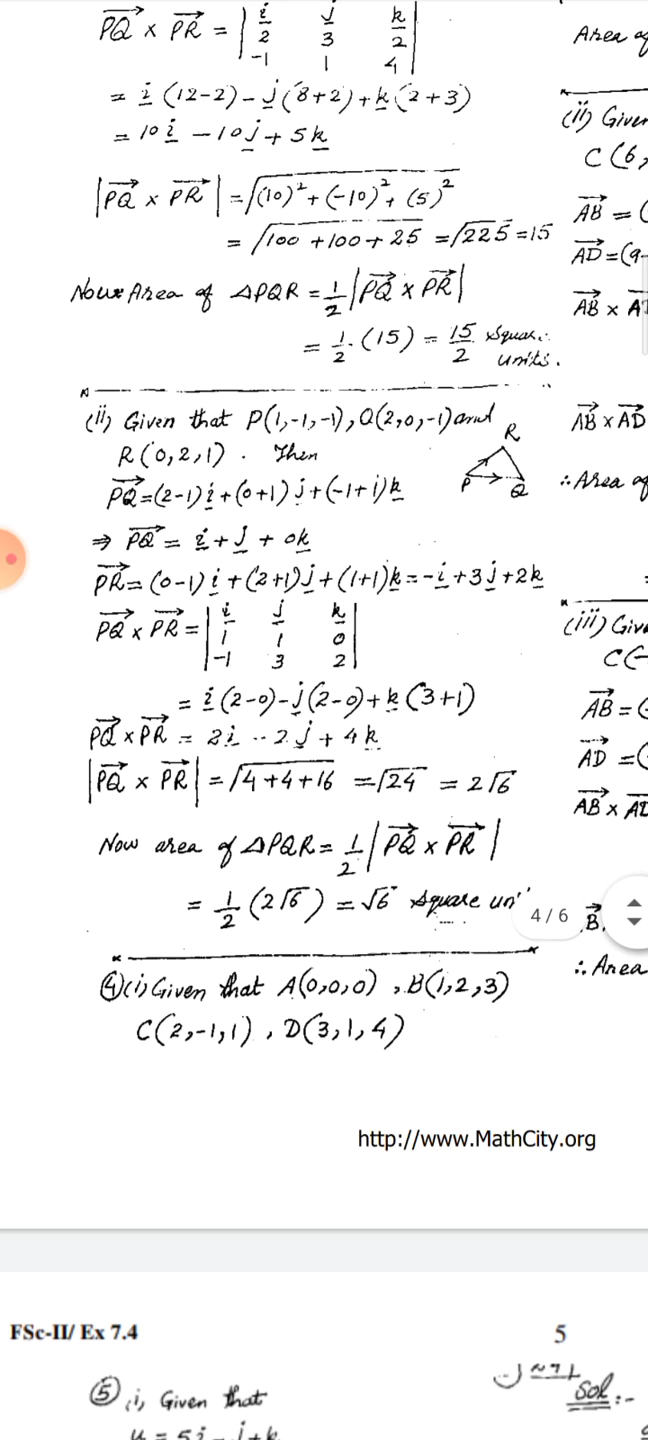 PQ × PR = | i j k |
2 3 2
-1 1 4
= i (12-2) - j (8+2) + k (2+3)
= 10 i - 10 j + 5 k
|PQ × PR| = √(10)² + (-10)² + (5)²
= √100 + 100 + 25 = √225 = 15
Now Area of ΔPQR = 1/2 |PQ × PR|
= 1/2 . (15) = 15/2 square
units.
(ii) Given that P(1,-1,-1), Q(2,0,-1) and
R(0,2,1). Then
R
P Q
PQ = (2-1) i + (0+1) j + (-1+1) k
⇒ PQ = i + j + 0k
PR = (0-1) i + (2+1) j + (1+1) k = -i + 3j + 2k
PQ × PR = | i j k |
1 1 0
-1 3 2
= i (2-0) - j (2-0) + k (3+1)
PQ × PR = 2i - 2j + 4k
|PQ × PR| = √4+4+16 = √24 = 2√6
Now area of ΔPQR = 1/2 |PQ × PR|
= 1/2 (2√6) = √6 square un
4 / 6
④(i) Given that A(0,0,0), B(1,2,3)
C(2,-1,1), D(3,1,4)
Area of
(ii) Given
C(6,
AB = (
AD = (9-
AB × A
AB × AD
∴ Area of
=
(iii) Give
C(-
AB = (-
AD = (-
AB × AD
B
∴ Area
http://www.MathCity.org
FSc-II/ Ex 7.4
5
⑤ (i) Given that
u = 5i - j + k
Sol.-